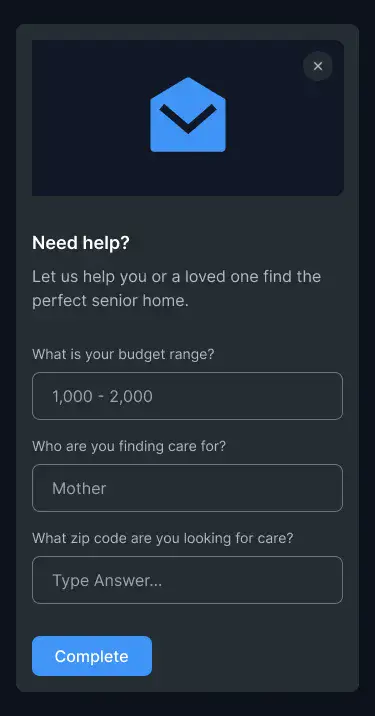 Need help?
Let us help you or a loved one find the
perfect senior home.
What is your budget range?
1,000 - 2,000
Who are you finding care for?
Mother
What zip code are you looking for care?
Type Answer...
Complete